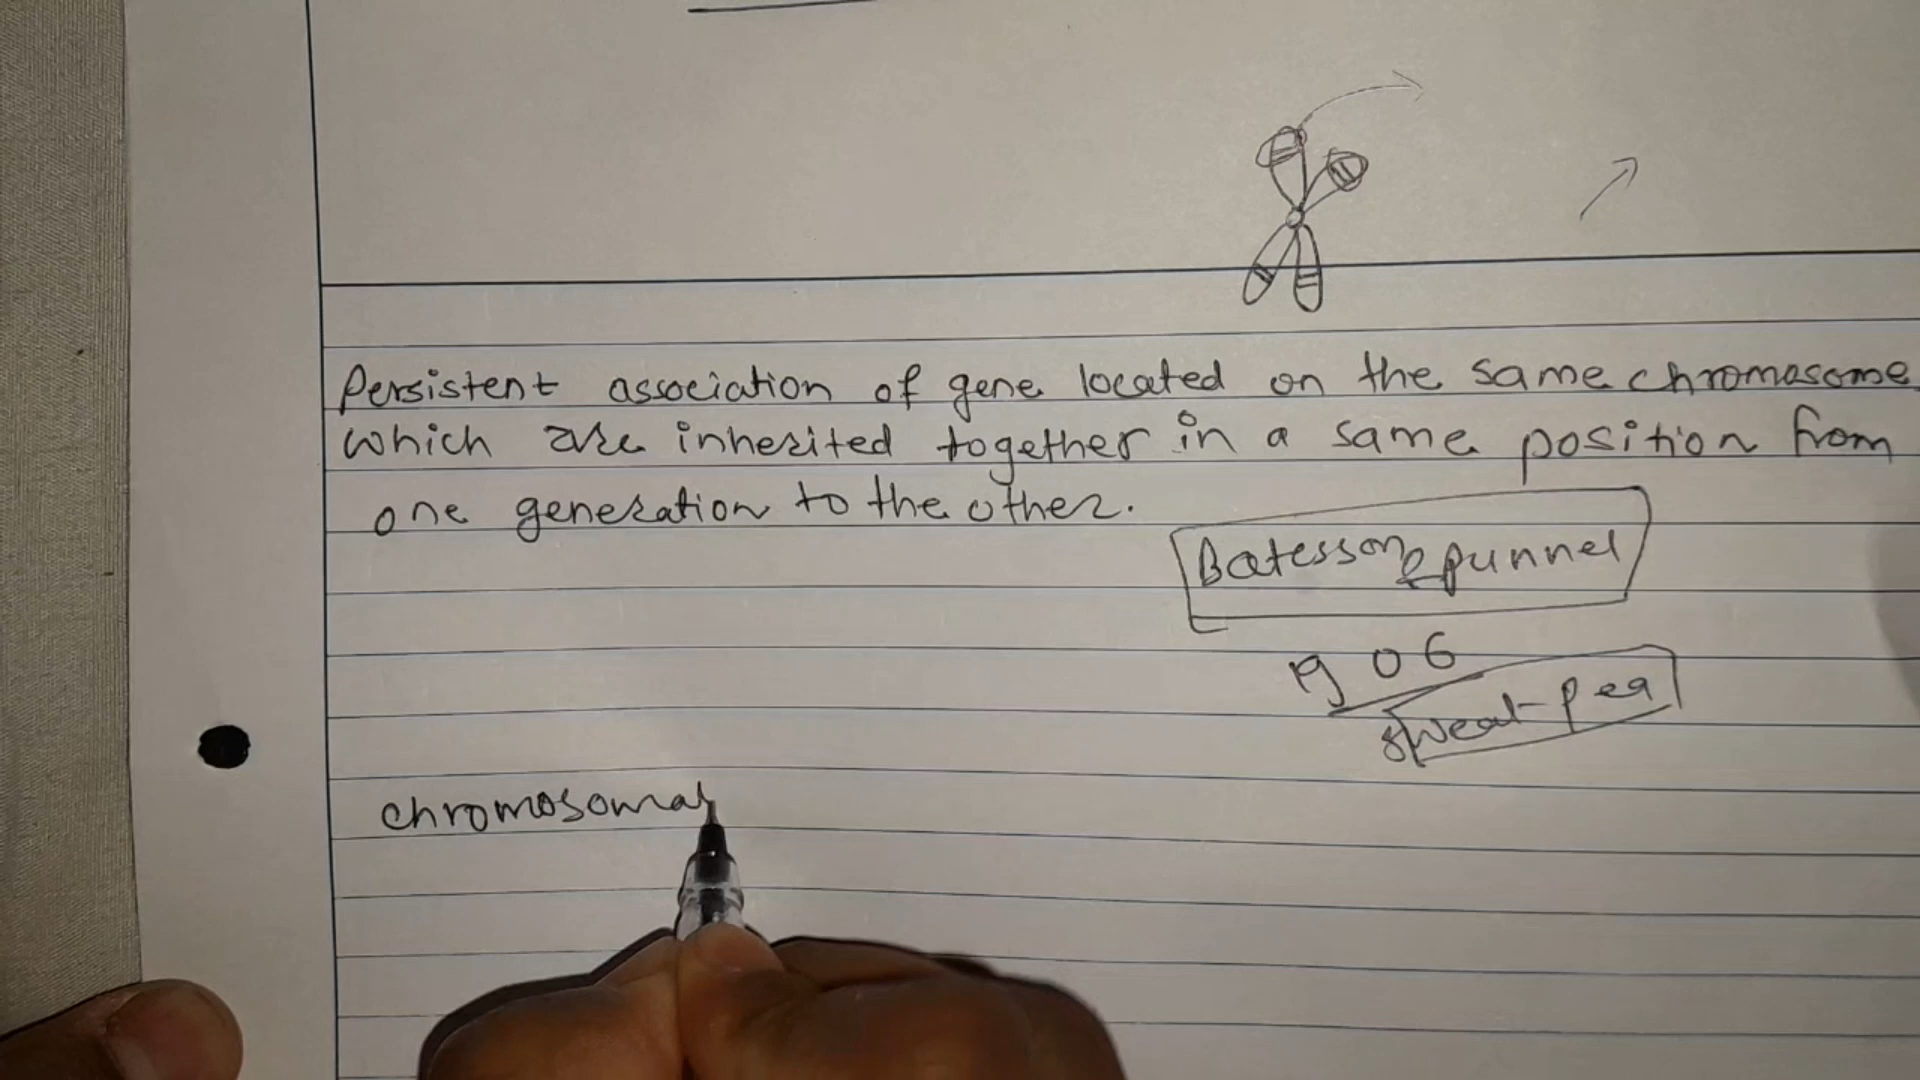 Persistent association of gene located on the same chromosome
which are inherited together in a same position from
one generation to the other.
Batesson & punnel
1906
sweat-pea
chromosomal